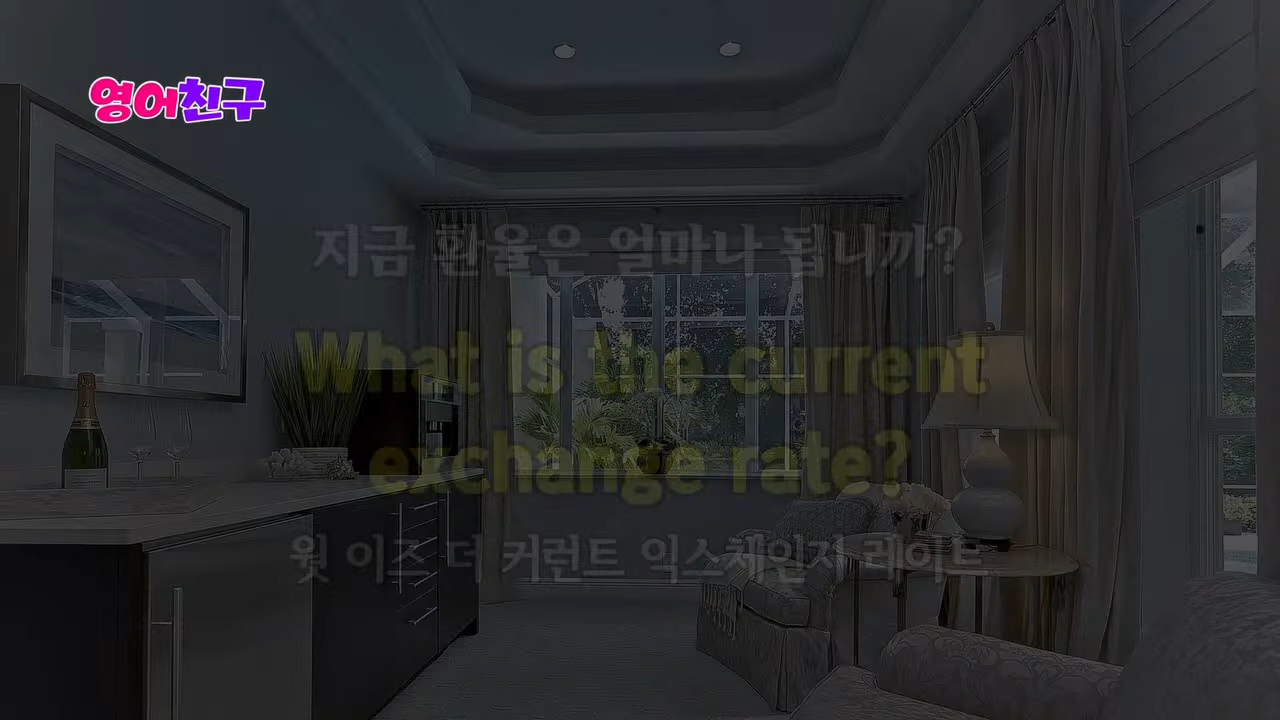 영어친구
지금 환율은 얼마나 됩니까?
What is the current
exchange rate?
윗 이즈 더 커런트 익스체인지 레이트